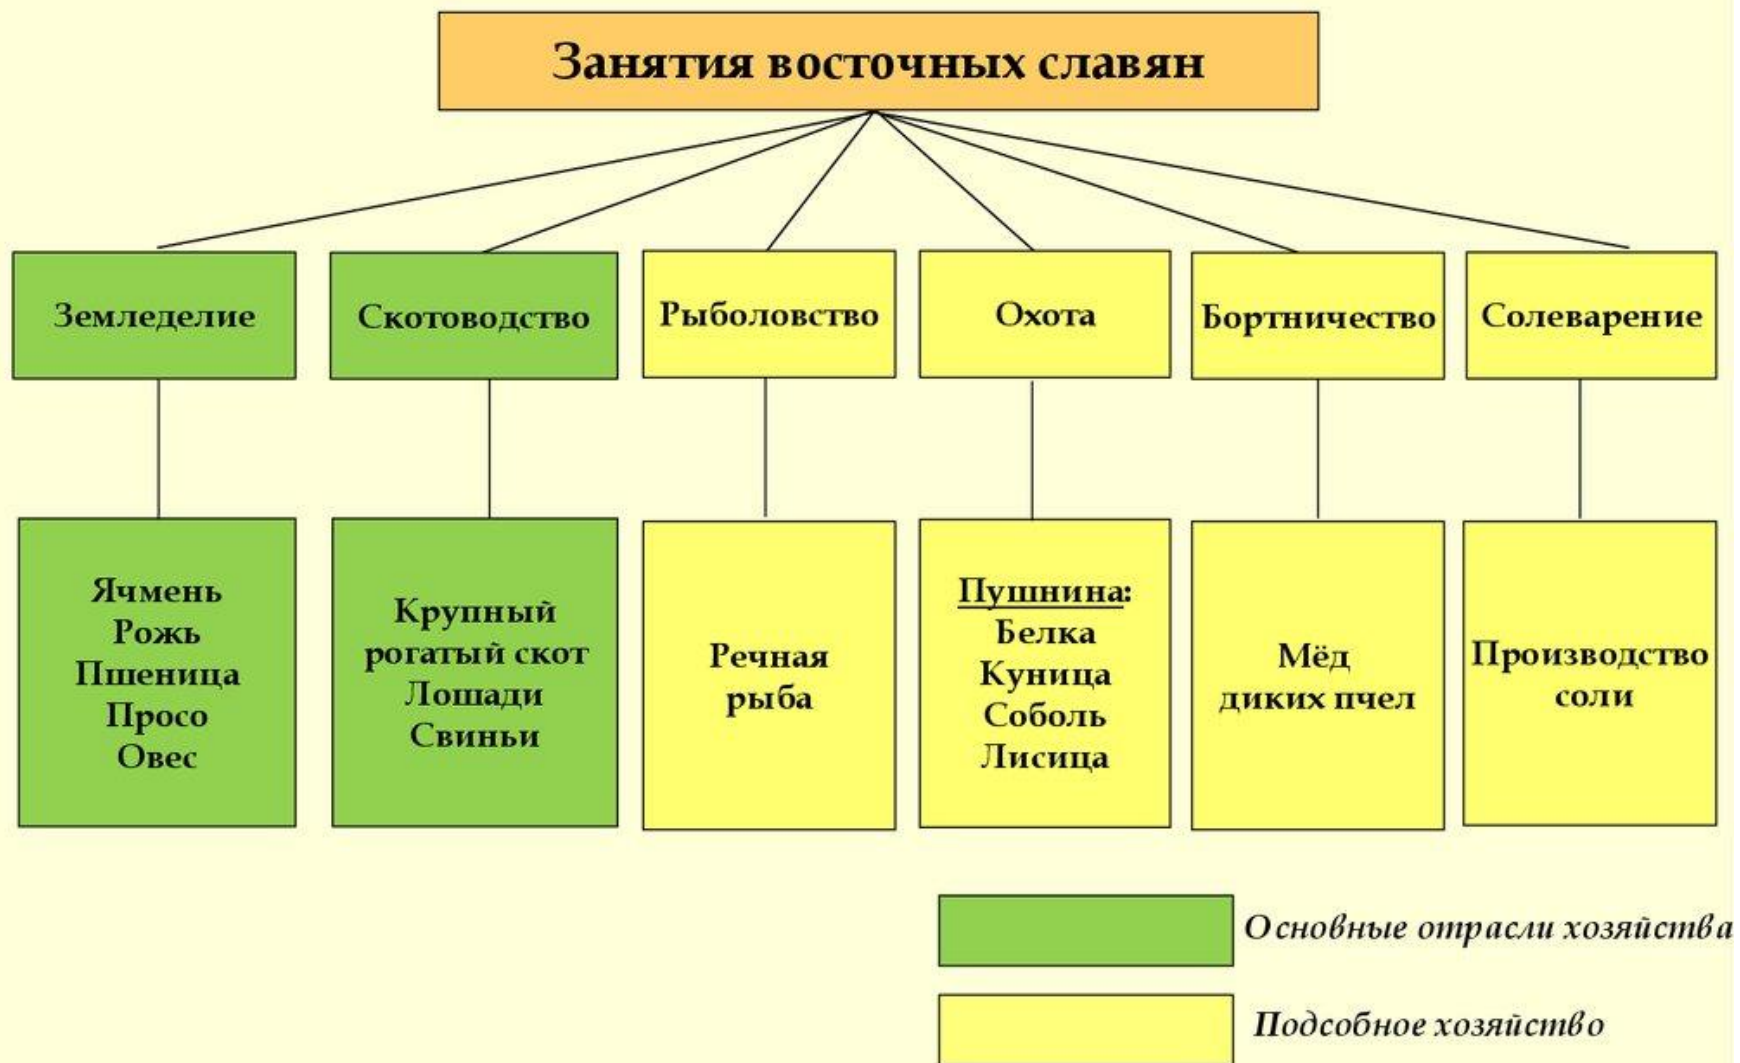 Занятия восточных славян
Земледелие
Скотоводство
Рыболовство
Охота
Бортничество
Солеварение
Ячмень
Рожь
Пшеница
Просо
Овес
Крупный
рогатый скот
Лошади
Свиньи
Речная
рыба
Пушнина:
Белка
Куница
Соболь
Лисица
Мёд
диких пчел
Производство
соли
Основные отрасли хозяйства
Подсобное хозяйство